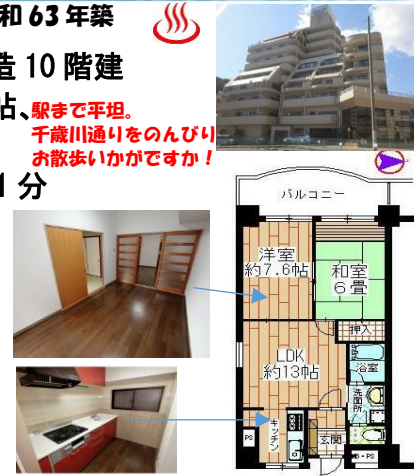 和63年築
造10階建
帖、
駅まで平坦。
千歳川通りをのんびり
お散歩いかがですか！
1分
バルコニー
洋室
約7.6帖
和室
6畳
押入
LDK
約13帖
浴室
洗面所
キッチン
玄関
PS
B・PS